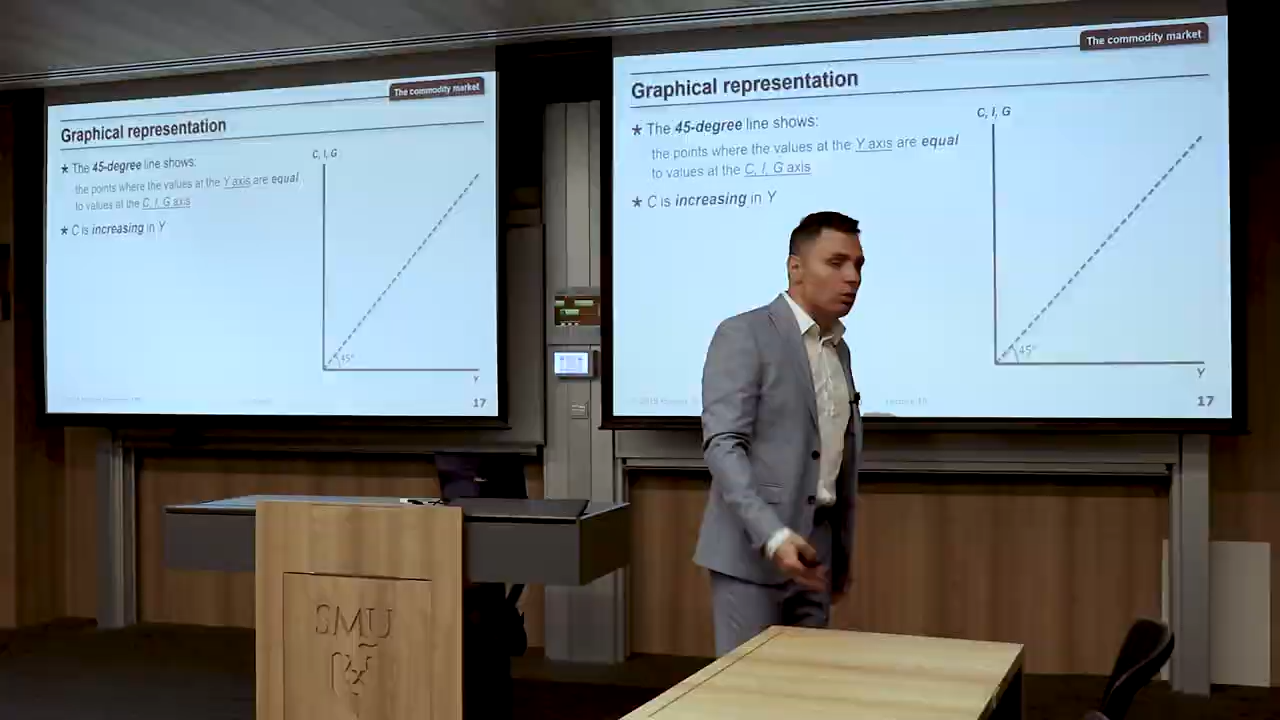 The commodity market
Graphical representation
★ The 45-degree line shows:
the points where the values at the Y axis are equal
to values at the C, I, G axis
★ C is increasing in Y
C, I, G
45°
Y
17
The commodity market
Graphical representation
★ The 45-degree line shows:
the points where the values at the Y axis are equal
to values at the C, I, G axis
★ C is increasing in Y
C, I, G
45°
Y
17
SMU